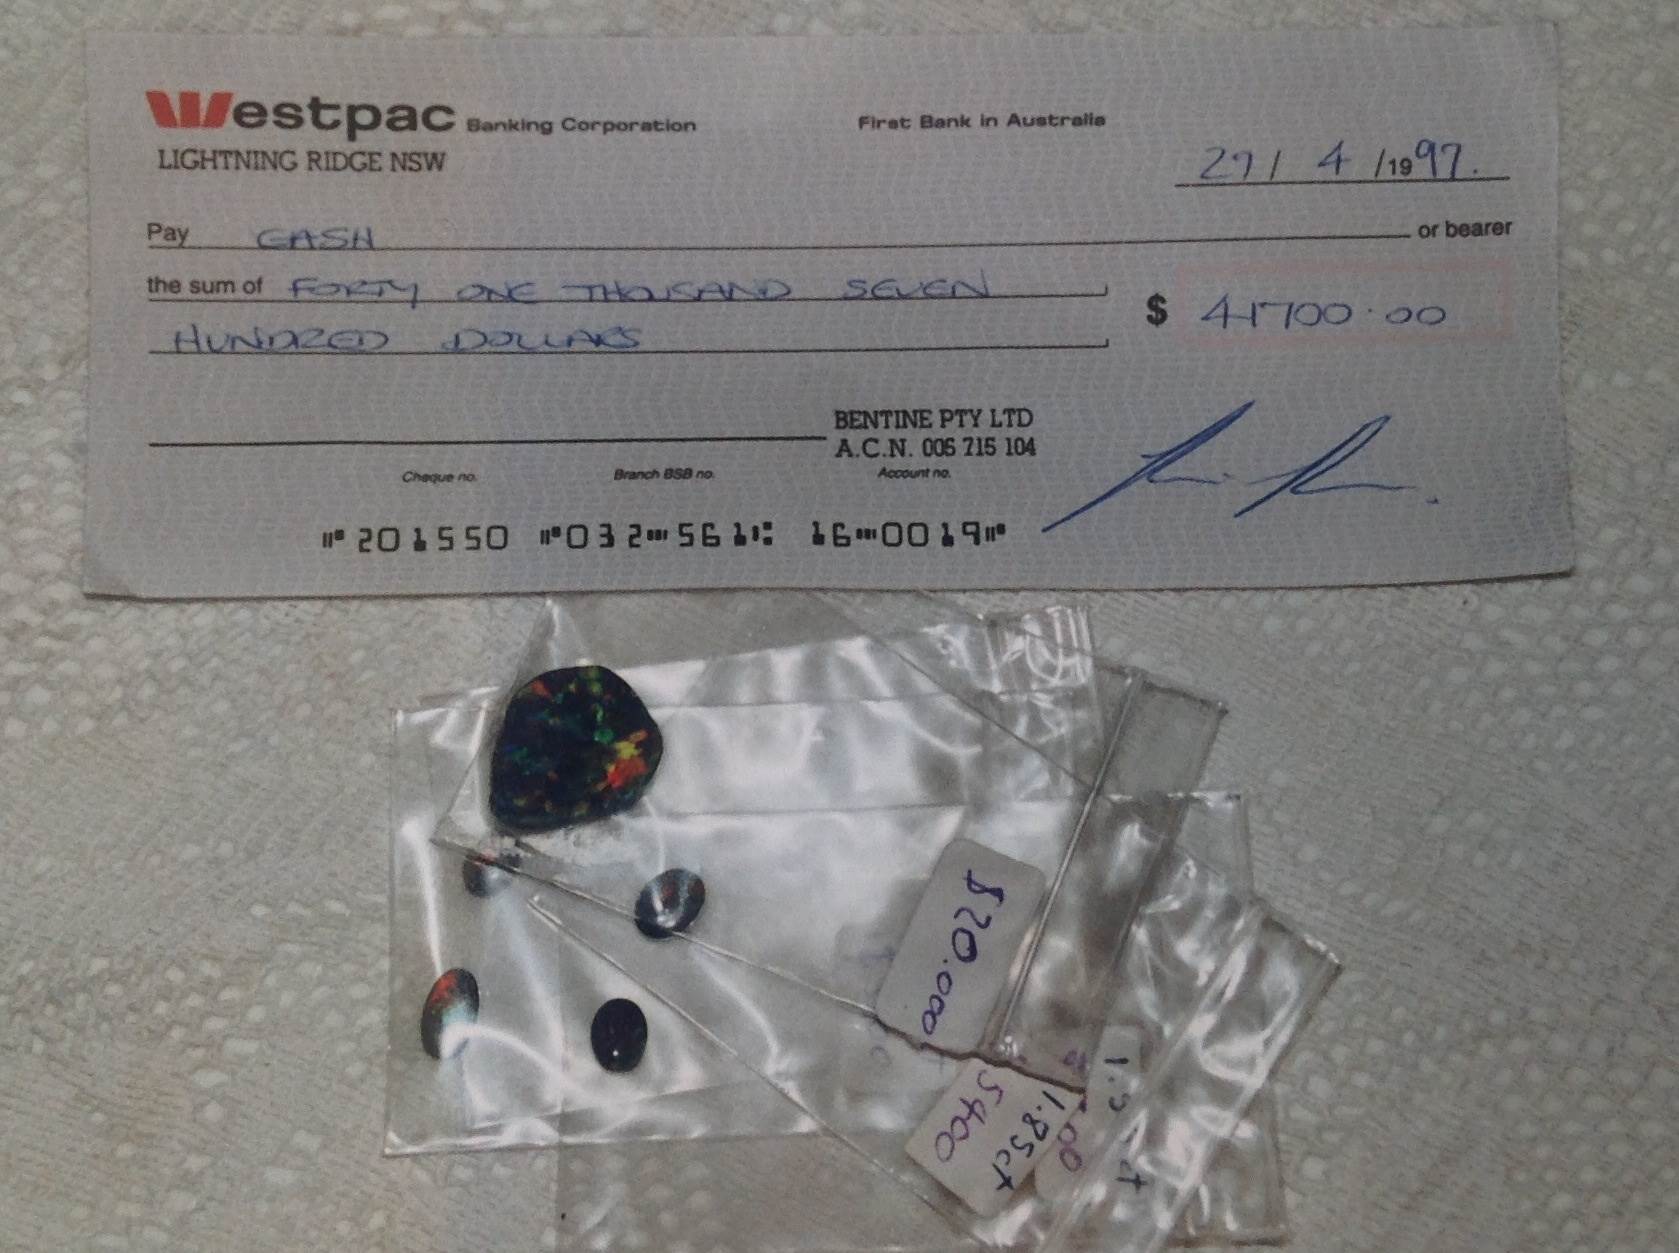 Westpac Banking Corporation First Bank in Australia
LIGHTNING RIDGE NSW
29 / 4 / 1997.
Pay CASH or bearer
the sum of FORTY ONE THOUSAND SEVEN
HUNDRED DOLLARS
$ 41700.00
BENTINE PTY LTD
A.C.N. 006 715 104
Cheque no. Branch BSB no. Account no.
201550 032 561 16 0019
$20.000
1.85ct
5400